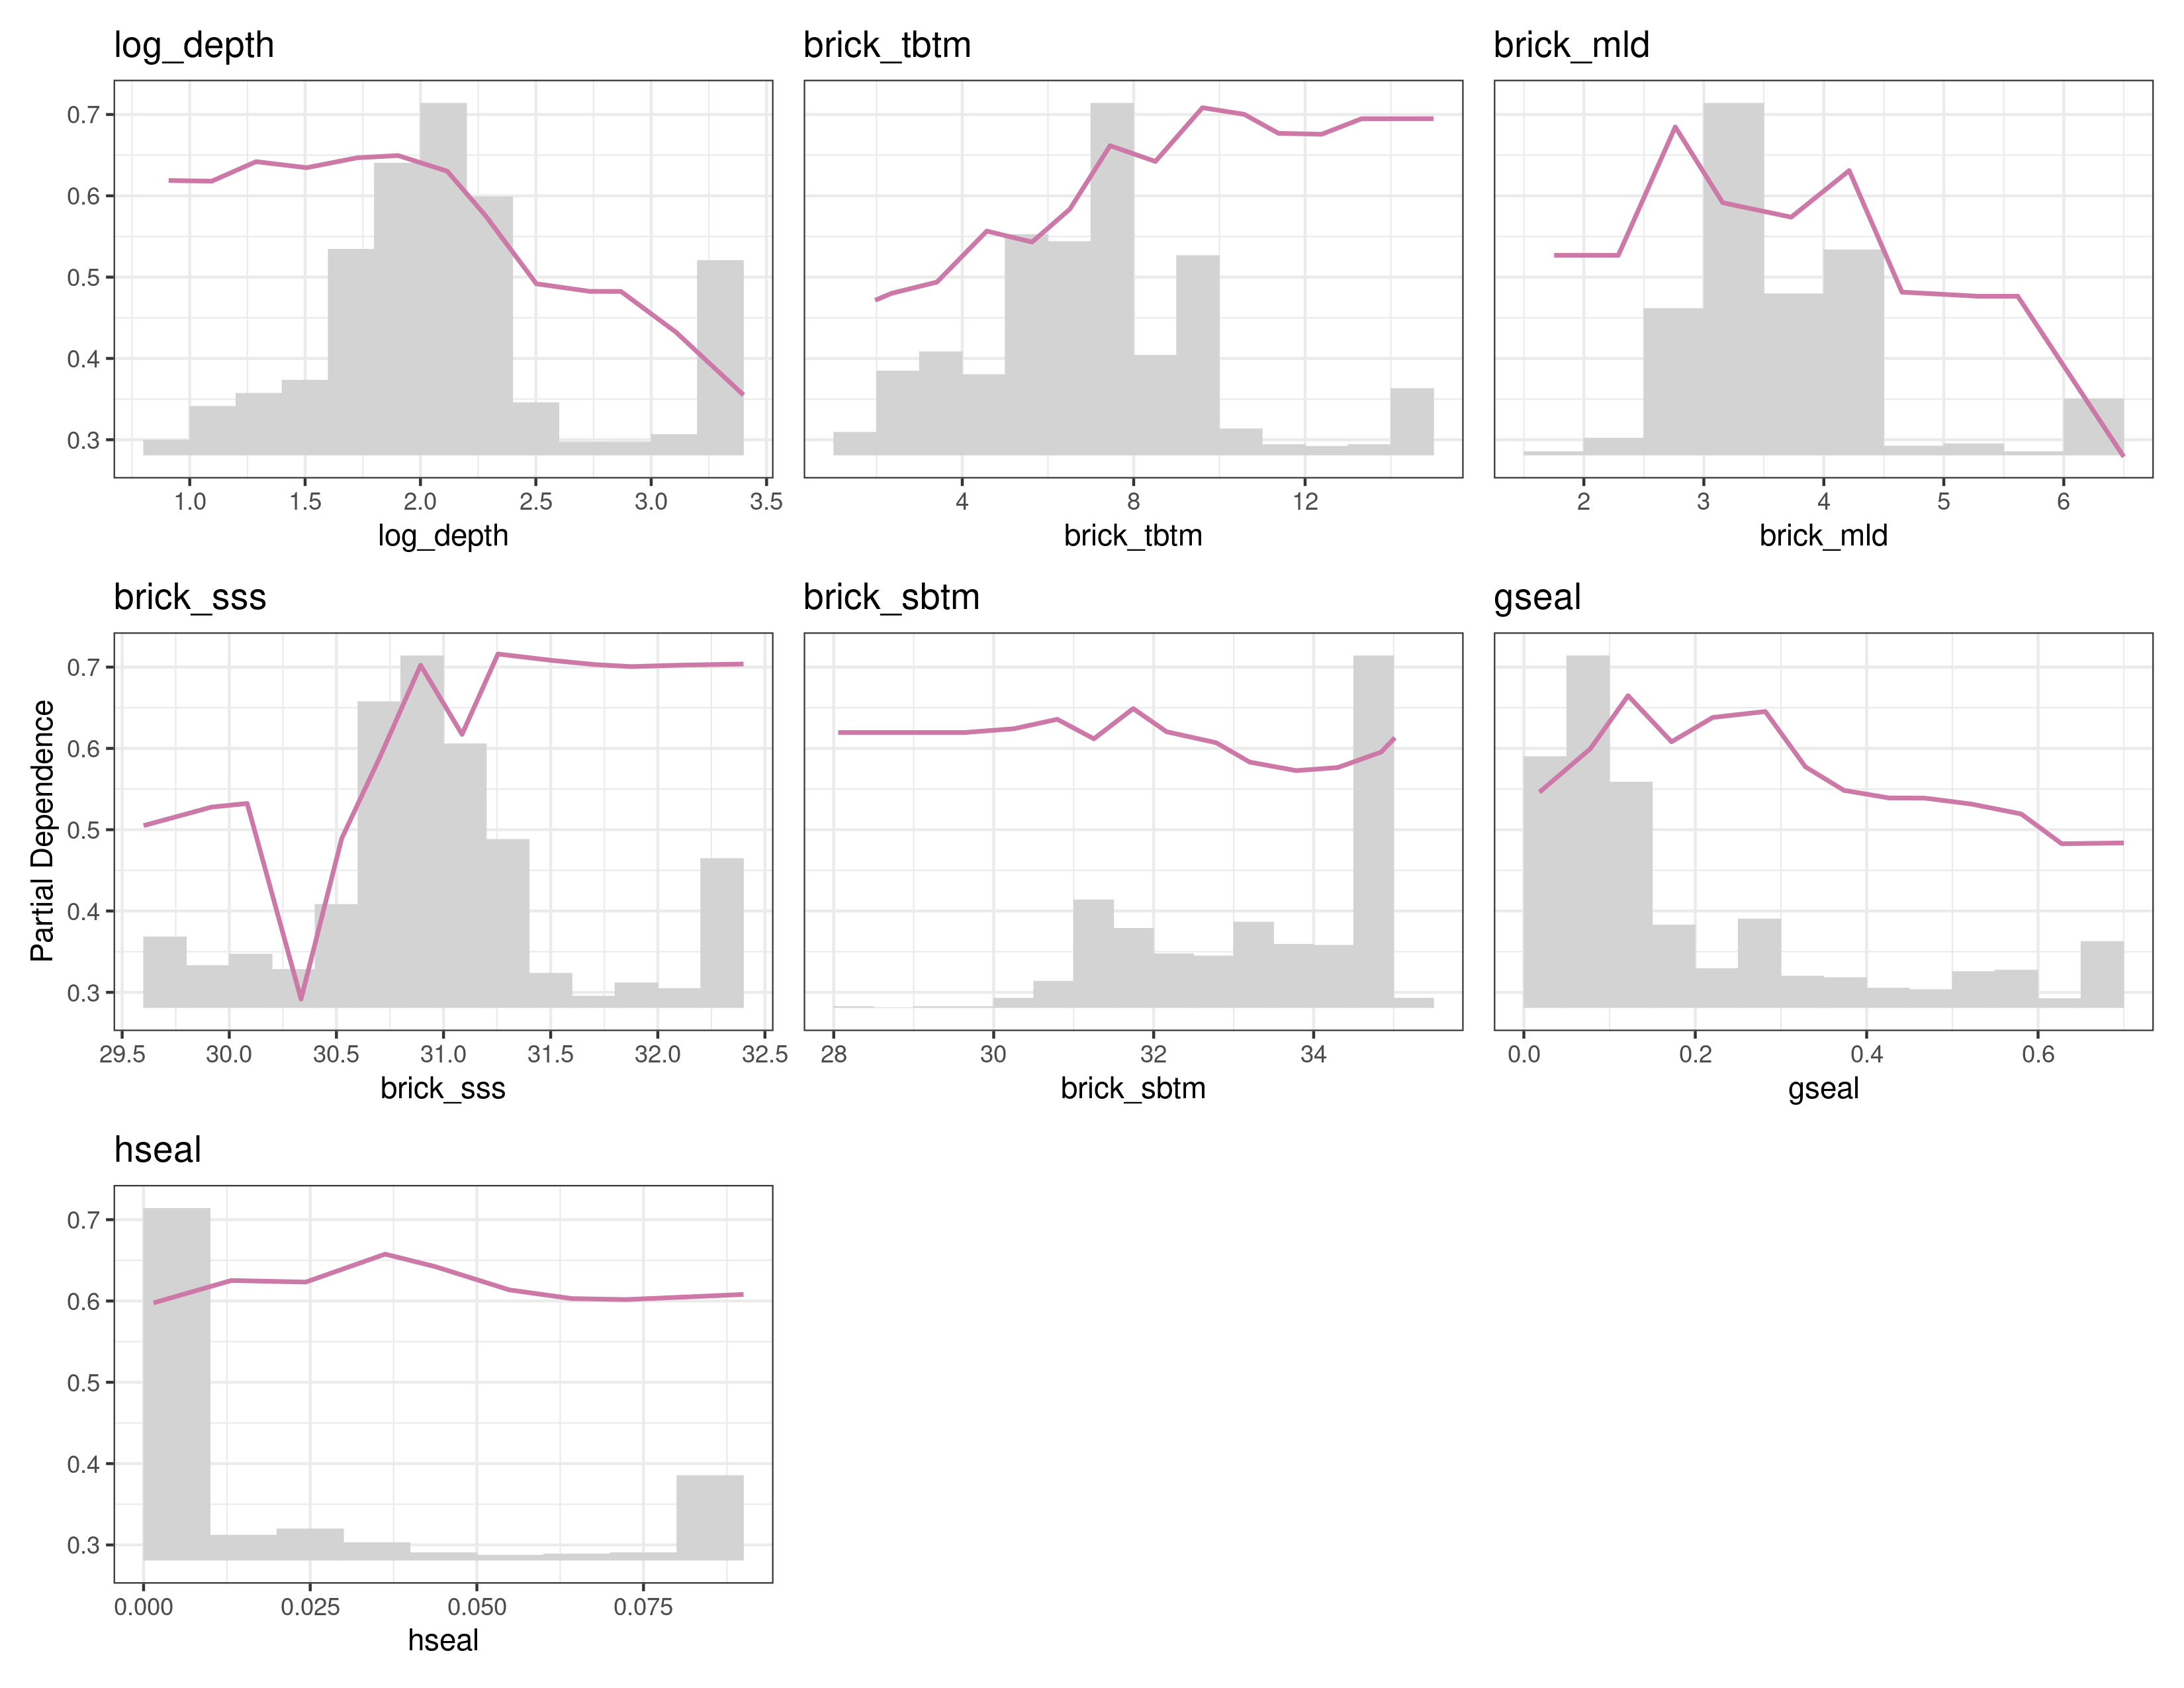 log_depth
brick_tbtm
brick_mld
0.7
0.6
0.5
0.4
0.3
1.0 1.5 2.0 2.5 3.0 3.5
4 8 12
2 3 4 5 6
log_depth
brick_tbtm
brick_mld
brick_sss
brick_sbtm
gseal
Partial Dependence
0.7
0.6
0.5
0.4
0.3
29.5 30.0 30.5 31.0 31.5 32.0 32.5
28 30 32 34
0.0 0.2 0.4 0.6
brick_sss
brick_sbtm
gseal
hseal
0.7
0.6
0.5
0.4
0.3
0.000 0.025 0.050 0.075
hseal